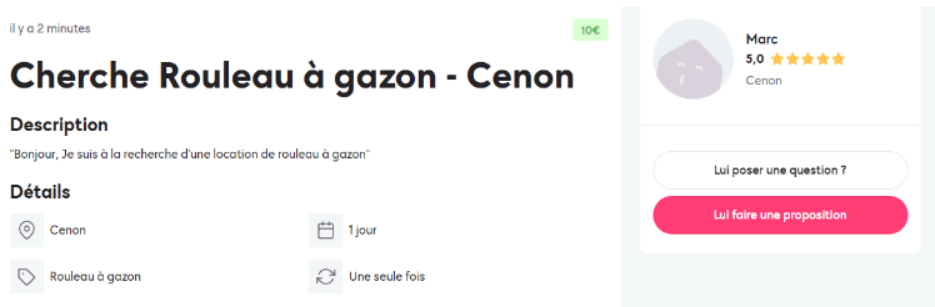 il y a 2 minutes
10€
Cherche Rouleau à gazon - Cenon
Description
"Bonjour, Je suis à la recherche d'une location de rouleau à gazon"
Détails
Cenon
1 jour
Rouleau à gazon
Une seule fois
Marc
5,0
Cenon
Lui poser une question ?
Lui faire une proposition